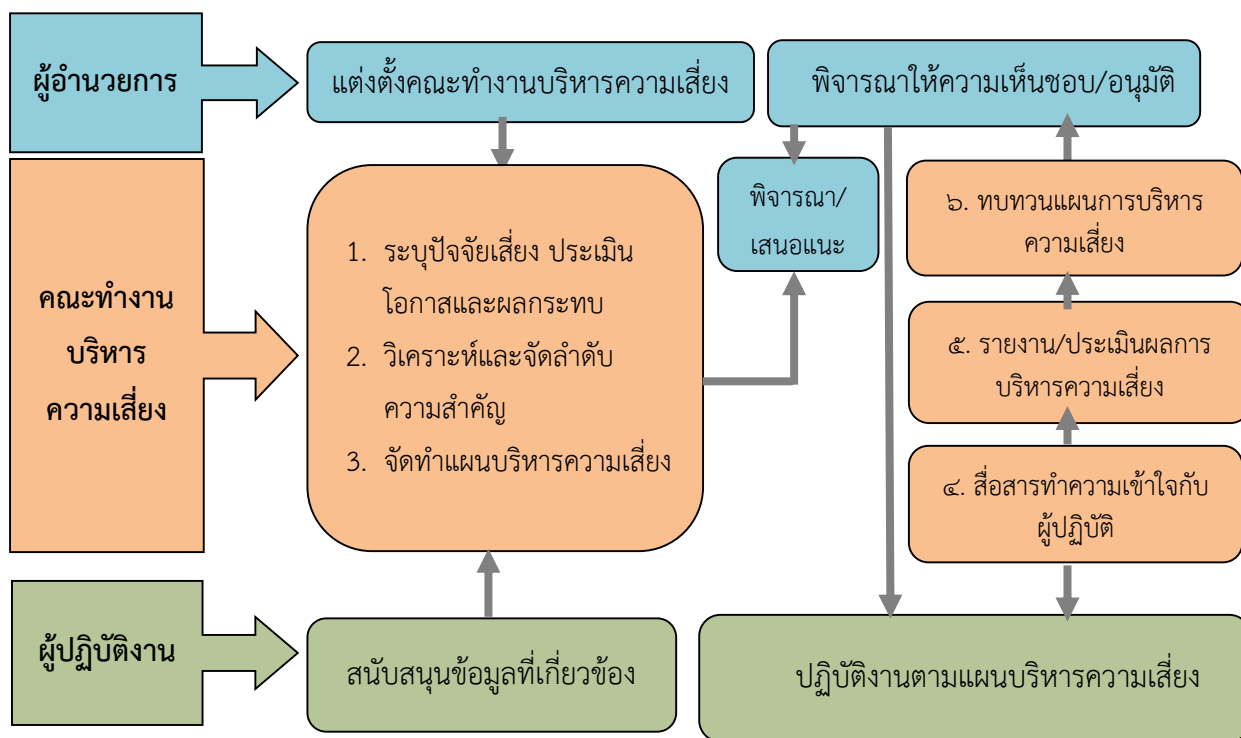 ผู้อำนวยการ
แต่งตั้งคณะทำงานบริหารความเสี่ยง
พิจารณาให้ความเห็นชอบ/อนุมัติ
คณะทำงาน
บริหาร
ความเสี่ยง
1. ระบุปัจจัยเสี่ยง ประเมิน
โอกาสและผลกระทบ
2. วิเคราะห์และจัดลำดับ
ความสำคัญ
3. จัดทำแผนบริหารความเสี่ยง
พิจารณา/
เสนอแนะ
๖. ทบทวนแผนการบริหาร
ความเสี่ยง
๕. รายงาน/ประเมินผลการ
บริหารความเสี่ยง
๔. สื่อสารทำความเข้าใจกับ
ผู้ปฏิบัติ
ผู้ปฏิบัติงาน
สนับสนุนข้อมูลที่เกี่ยวข้อง
ปฏิบัติงานตามแผนบริหารความเสี่ยง